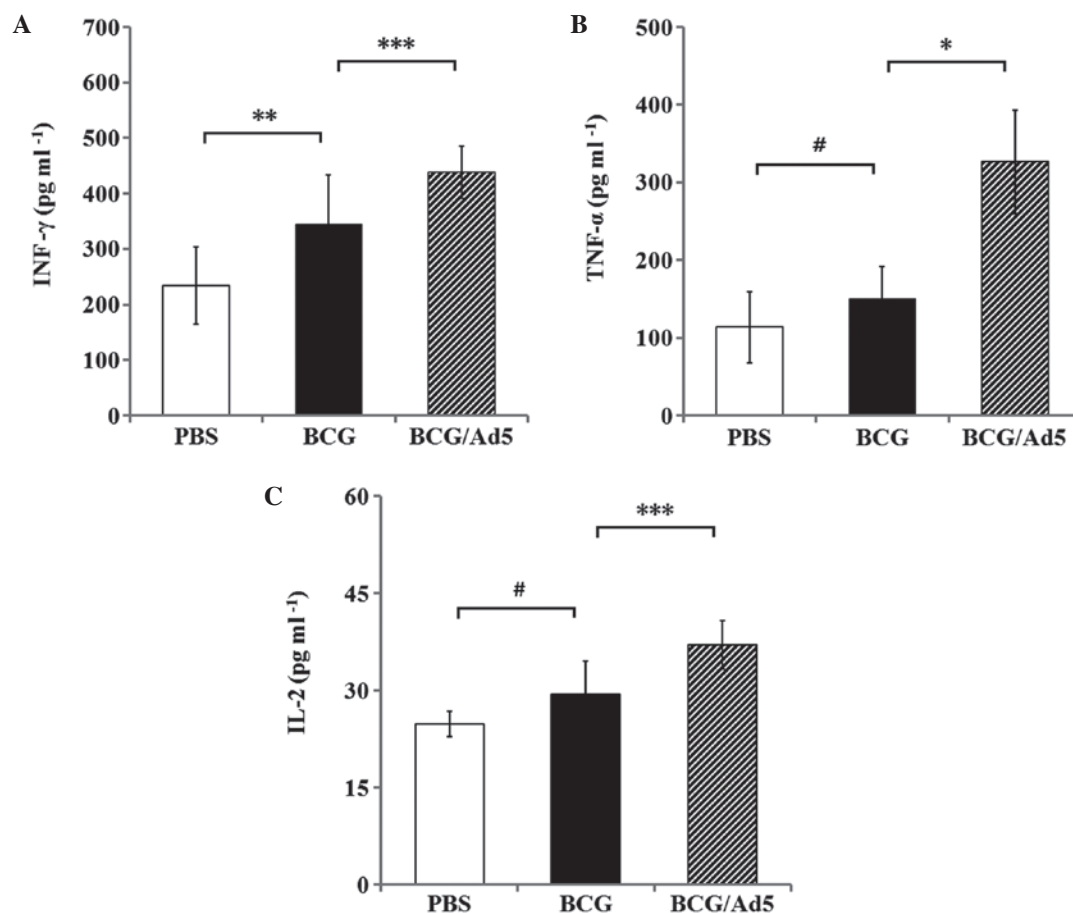 A
INF-γ (pg ml⁻¹)
700
600
500
400
300
200
100
0
**
***
PBS BCG BCG/Ad5
B
TNF-α (pg ml⁻¹)
500
400
300
200
100
0
#
*
PBS BCG BCG/Ad5
C
IL-2 (pg ml⁻¹)
60
45
30
15
0
#
***
PBS BCG BCG/Ad5